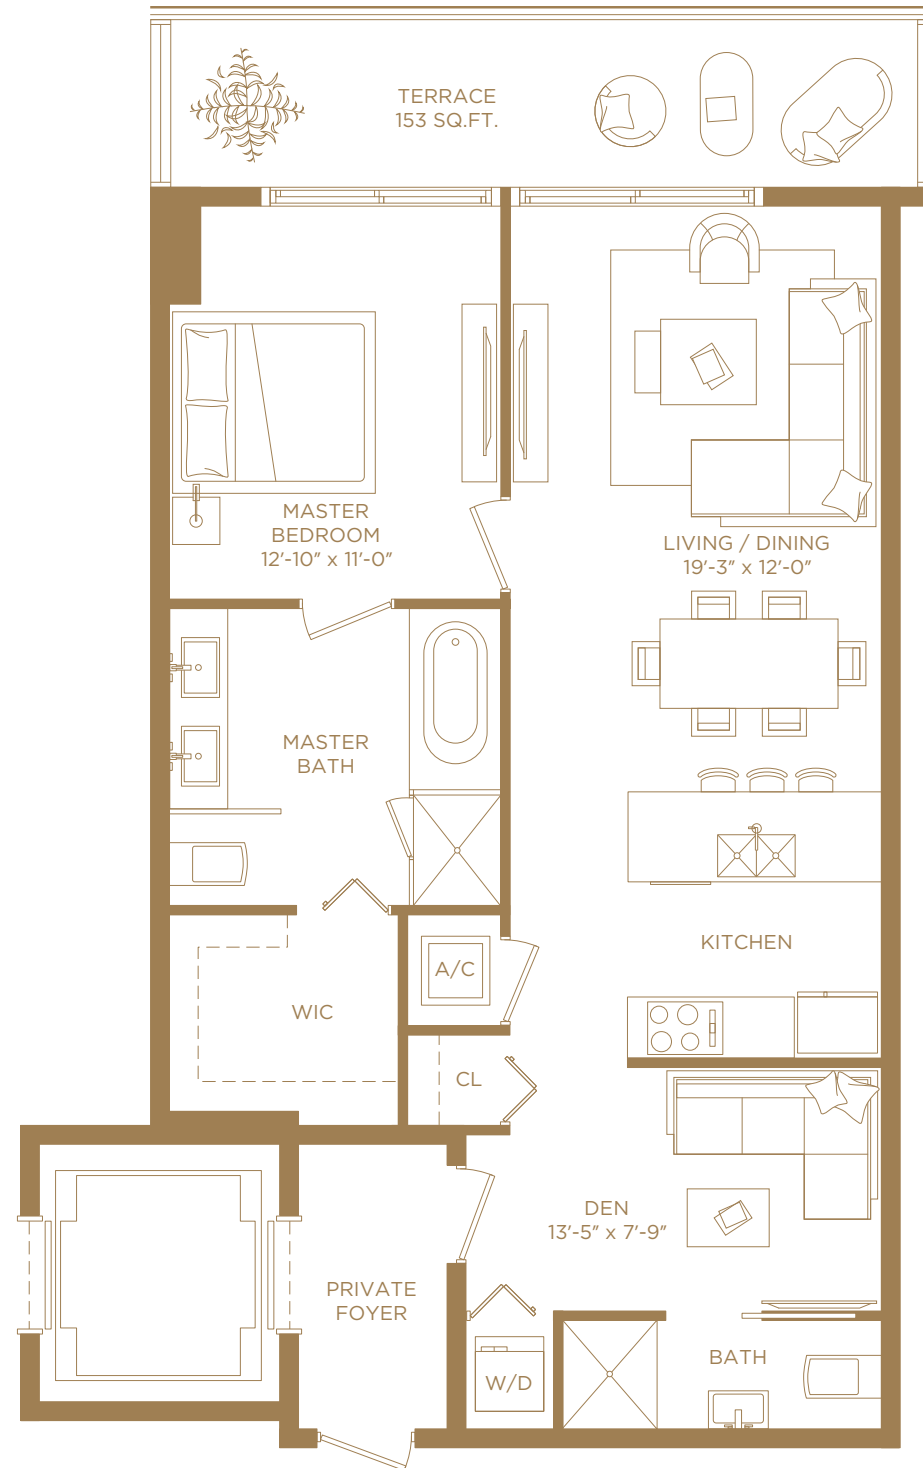 TERRACE
153 SQ.FT.
MASTER
BEDROOM
12'-10" x 11'-0"
LIVING / DINING
19'-3" x 12'-0"
MASTER
BATH
KITCHEN
A/C
WIC
CL
DEN
13'-5" x 7'-9"
PRIVATE
FOYER
BATH
W/D